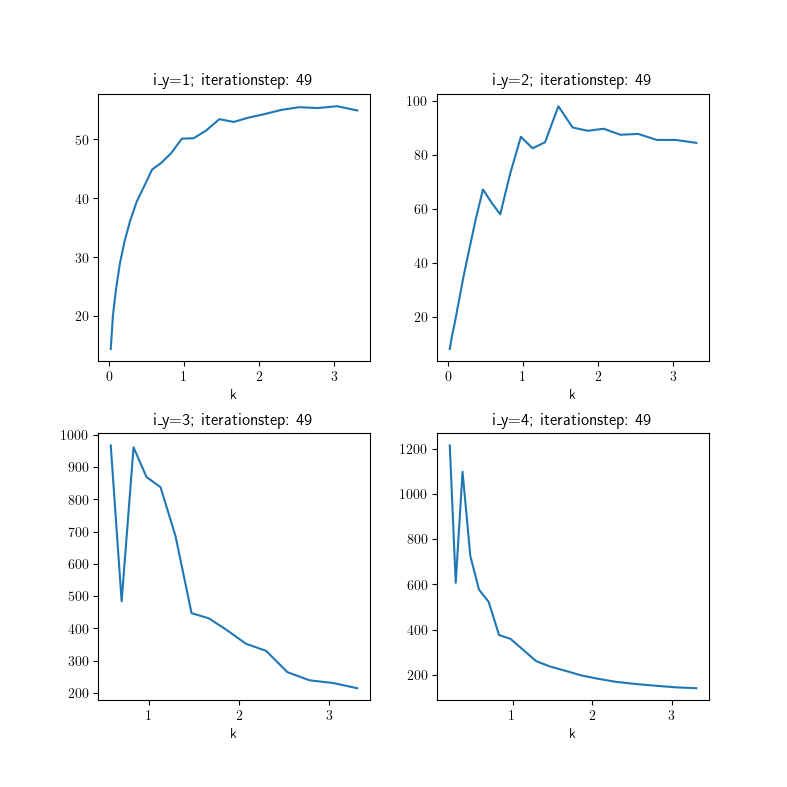 i_y=1; iterationstep: 49
50
40
30
20
0 1 2 3
k
i_y=2; iterationstep: 49
100
80
60
40
20
0 1 2 3
k
i_y=3; iterationstep: 49
1000
900
800
700
600
500
400
300
200
1 2 3
k
i_y=4; iterationstep: 49
1200
1000
800
600
400
200
1 2 3
k